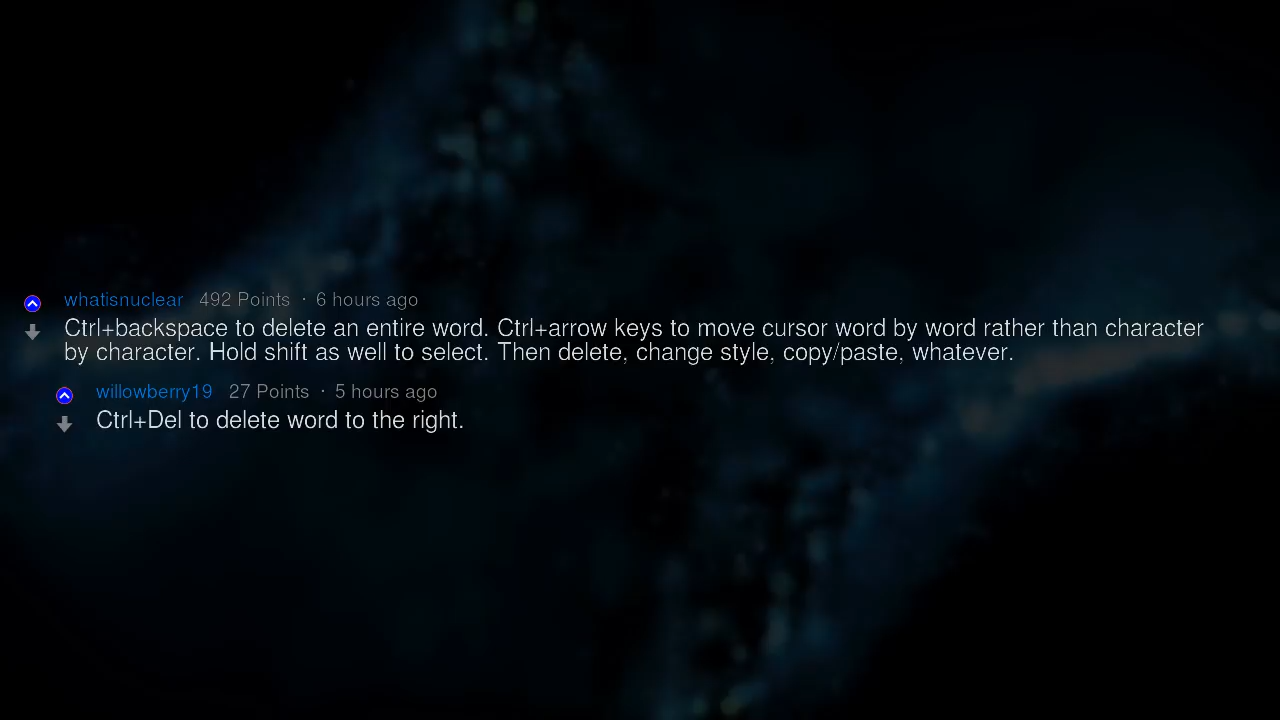 whatisnuclear 492 Points · 6 hours ago
Ctrl+backspace to delete an entire word. Ctrl+arrow keys to move cursor word by word rather than character
by character. Hold shift as well to select. Then delete, change style, copy/paste, whatever.
willowberry19 27 Points · 5 hours ago
Ctrl+Del to delete word to the right.